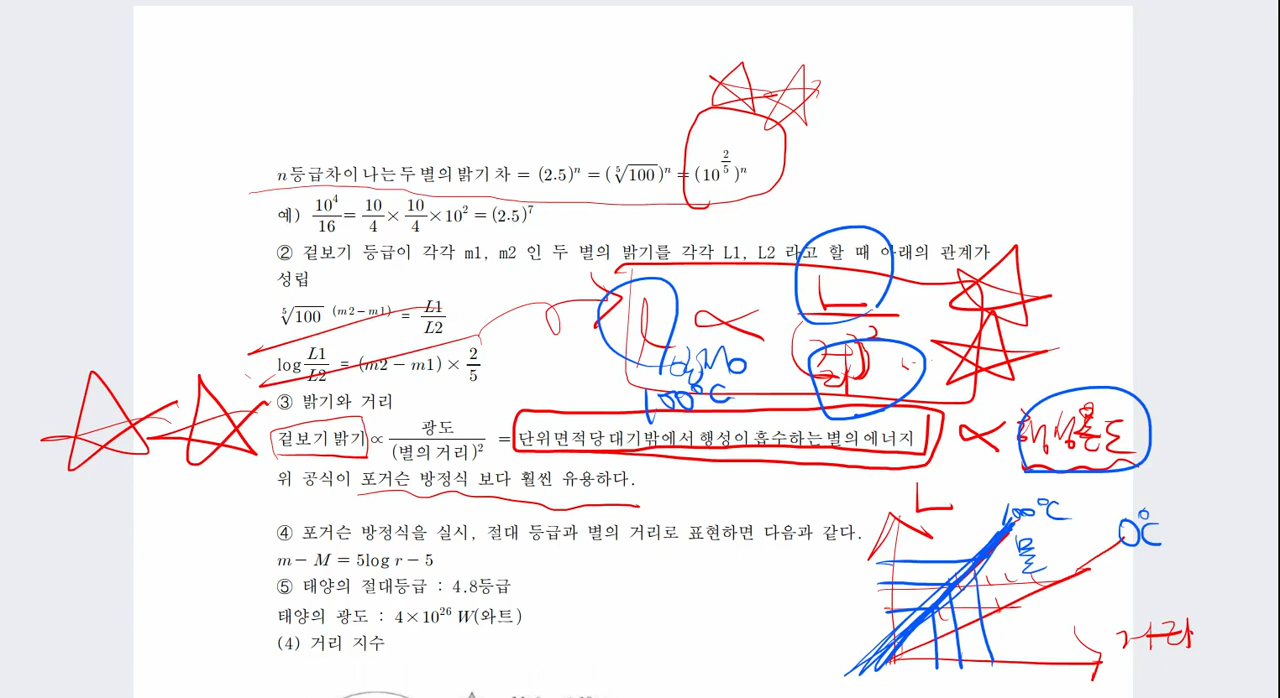 n등급차이나는두별의밝기차 = (2.5)ⁿ = (⁵√100)ⁿ = (10^(2/5))ⁿ
예) 10⁴/16 = 10/4 × 10/4 × 10² = (2.5)⁷
② 겉보기 등급이 각각 m1, m2 인 두 별의 밝기를 각각 L1, L2 라고 할 때 아래의 관계가
성립
⁵√100 ^(m2−m1) = L1/L2
log L1/L2 = (m2−m1) × 2/5
③ 밝기와 거리
겉보기 밝기 ∝ 광도/(별의거리)² = 단위면적당대기밖에서행성이흡수하는별의에너지
위 공식이 포거슨 방정식 보다 훨씬 유용하다.
④ 포거슨 방정식을 실시, 절대 등급과 별의 거리로 표현하면 다음과 같다.
m−M = 5log r−5
⑤ 태양의 절대등급 : 4.8등급
태양의 광도 : 4×10²⁶ W(와트)
(4) 거리 지수
l ∝ L
100°C
∝ 행성온도
L
100°C
물
0°C
거리